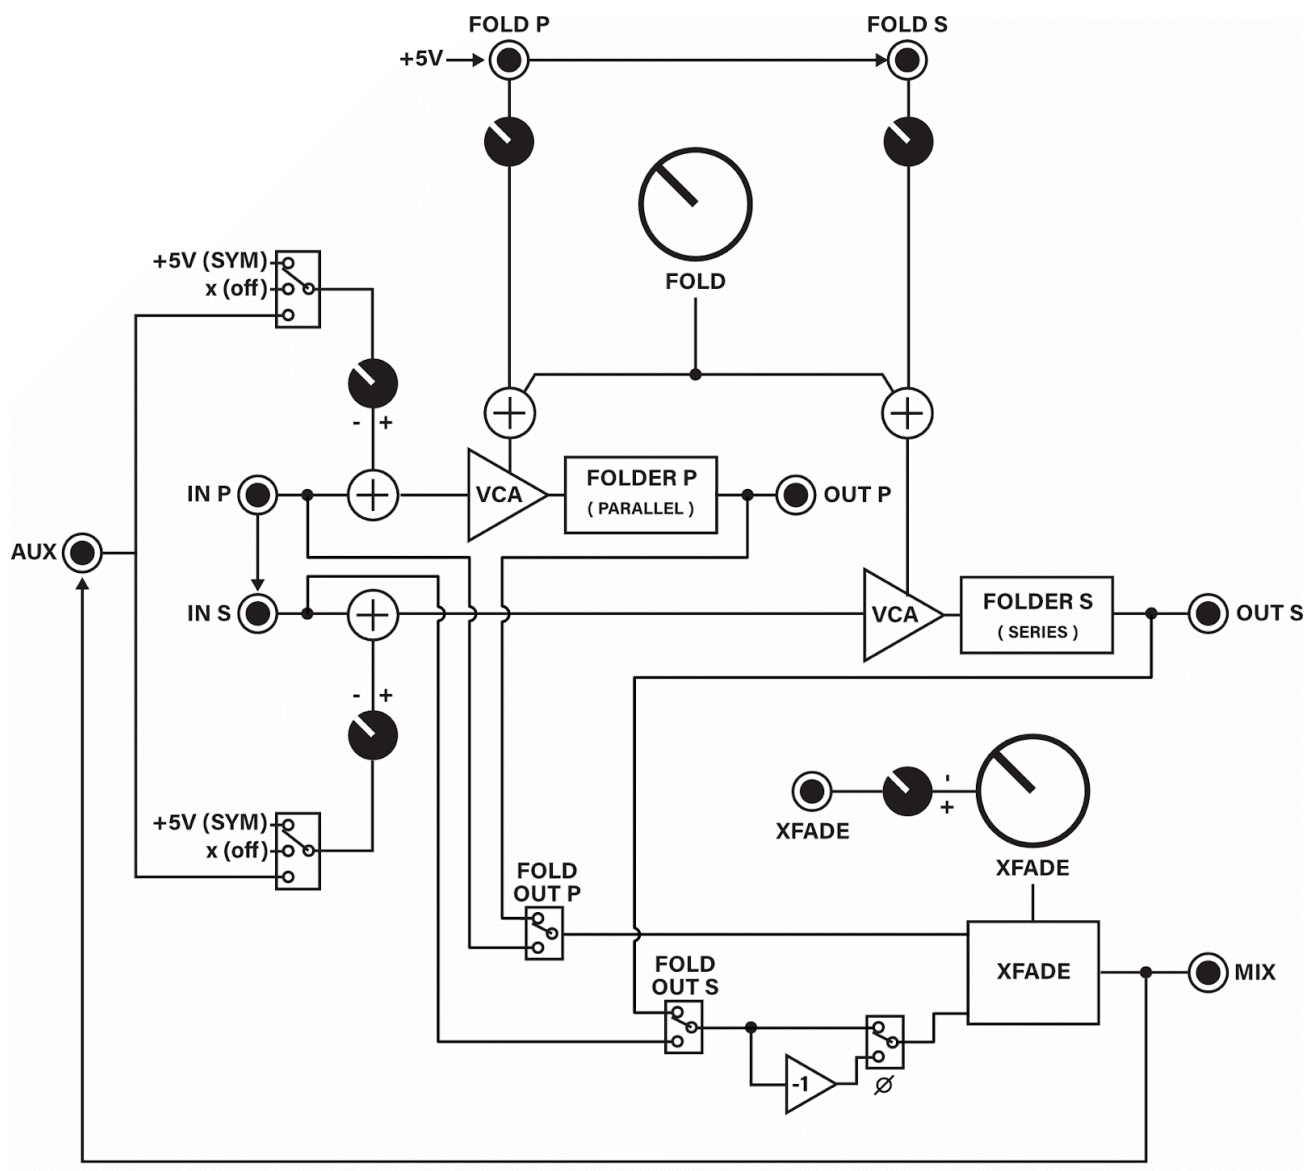 FOLD P
FOLD S
+5V
FOLD
+5V (SYM)
x (off)
- +
IN P
VCA
FOLDER P
( PARALLEL )
OUT P
AUX
IN S
VCA
FOLDER S
( SERIES )
OUT S
- +
+5V (SYM)
x (off)
-
+
XFADE
XFADE
FOLD
OUT P
FOLD
OUT S
XFADE
MIX
-1
Ø